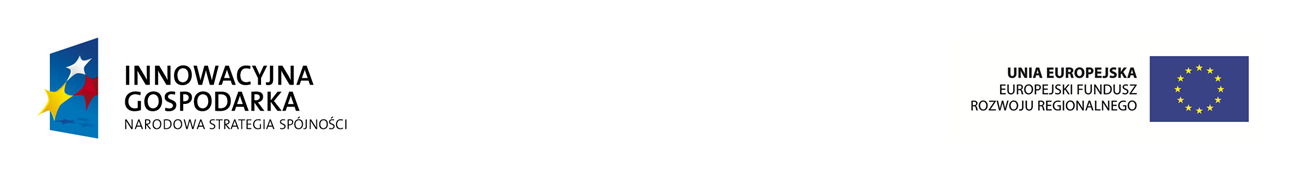 INNOWACYJNA
GOSPODARKA
NARODOWA STRATEGIA SPÓJNOŚCI
UNIA EUROPEJSKA
EUROPEJSKI FUNDUSZ
ROZWOJU REGIONALNEGO